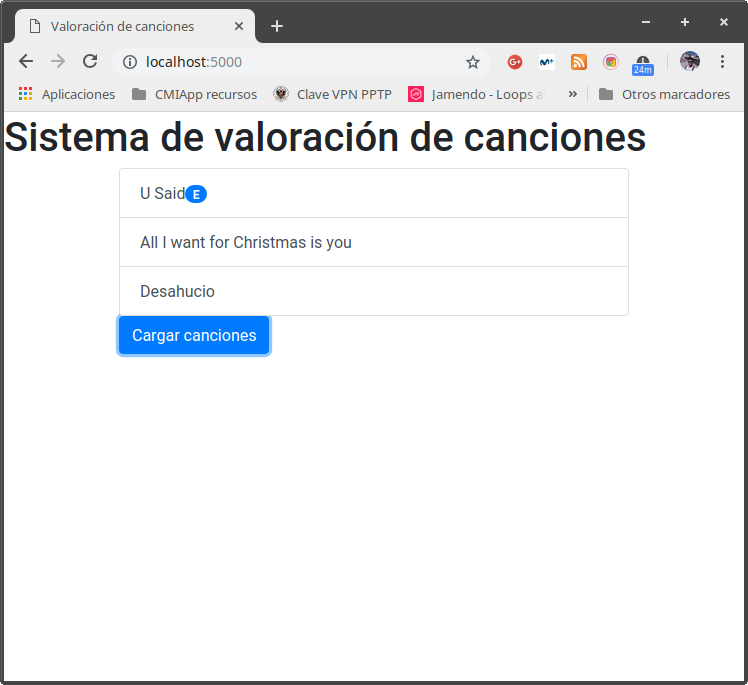 Valoración de canciones
localhost:5000
24m
Aplicaciones CMIApp recursos Clave VPN PPTP Jamendo - Loops a » Otros marcadores
Sistema de valoración de canciones
U Said E
All I want for Christmas is you
Desahucio
Cargar canciones